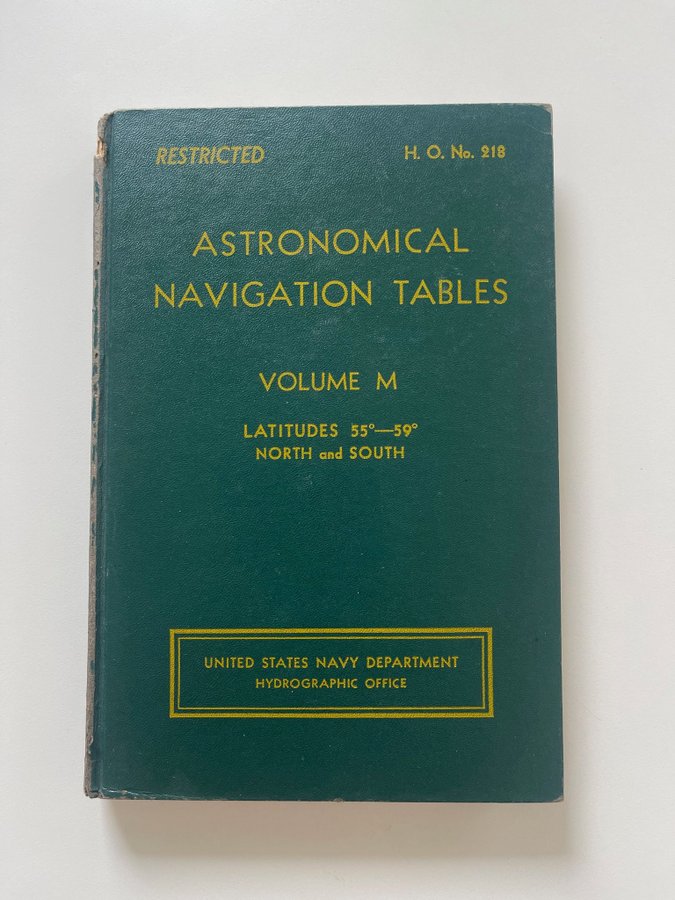 RESTRICTED H. O. No. 218
ASTRONOMICAL
NAVIGATION TABLES
VOLUME M
LATITUDES 55°—59°
NORTH and SOUTH
UNITED STATES NAVY DEPARTMENT
HYDROGRAPHIC OFFICE